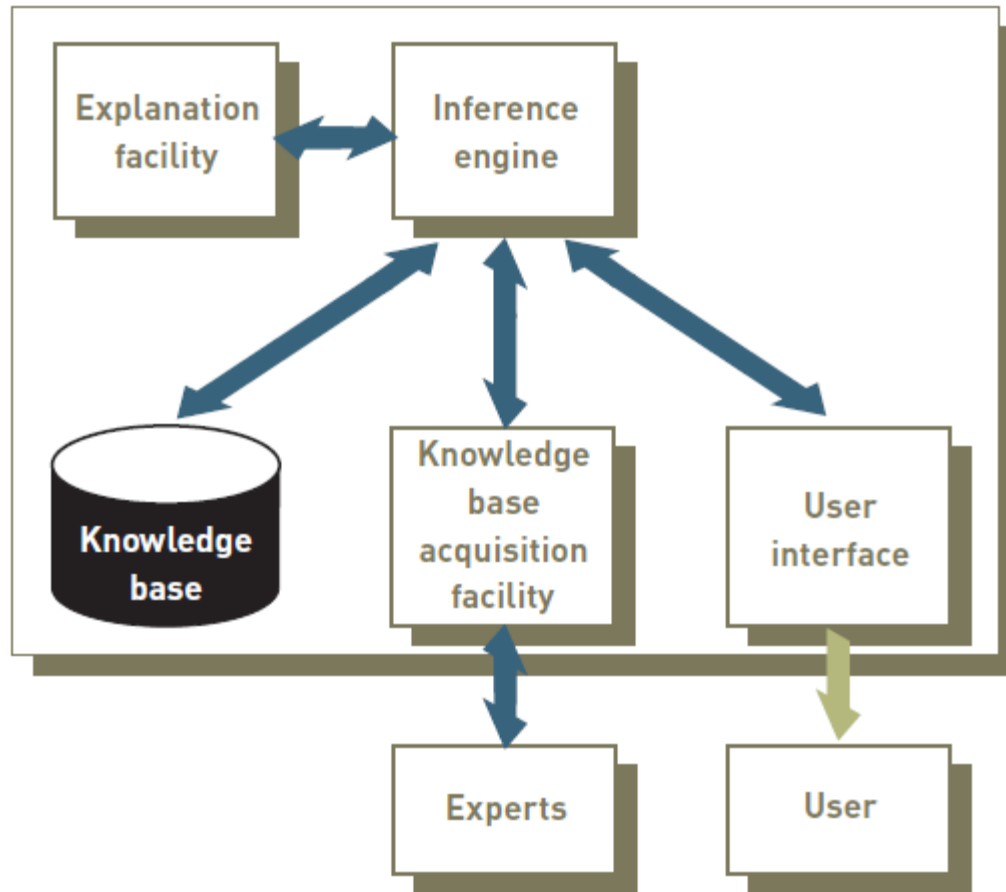 Explanation
facility
Inference
engine
Knowledge
base
Knowledge
base
acquisition
facility
User
interface
Experts
User